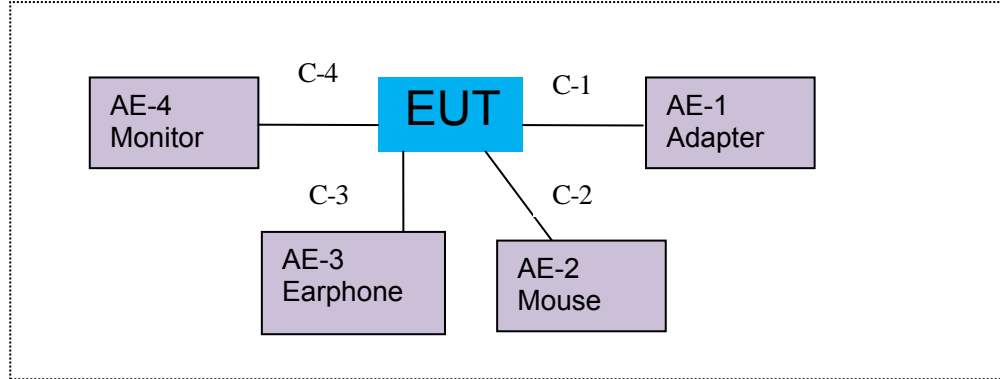 C-4
EUT
C-1
AE-4
Monitor
AE-1
Adapter
C-3
C-2
AE-3
Earphone
AE-2
Mouse